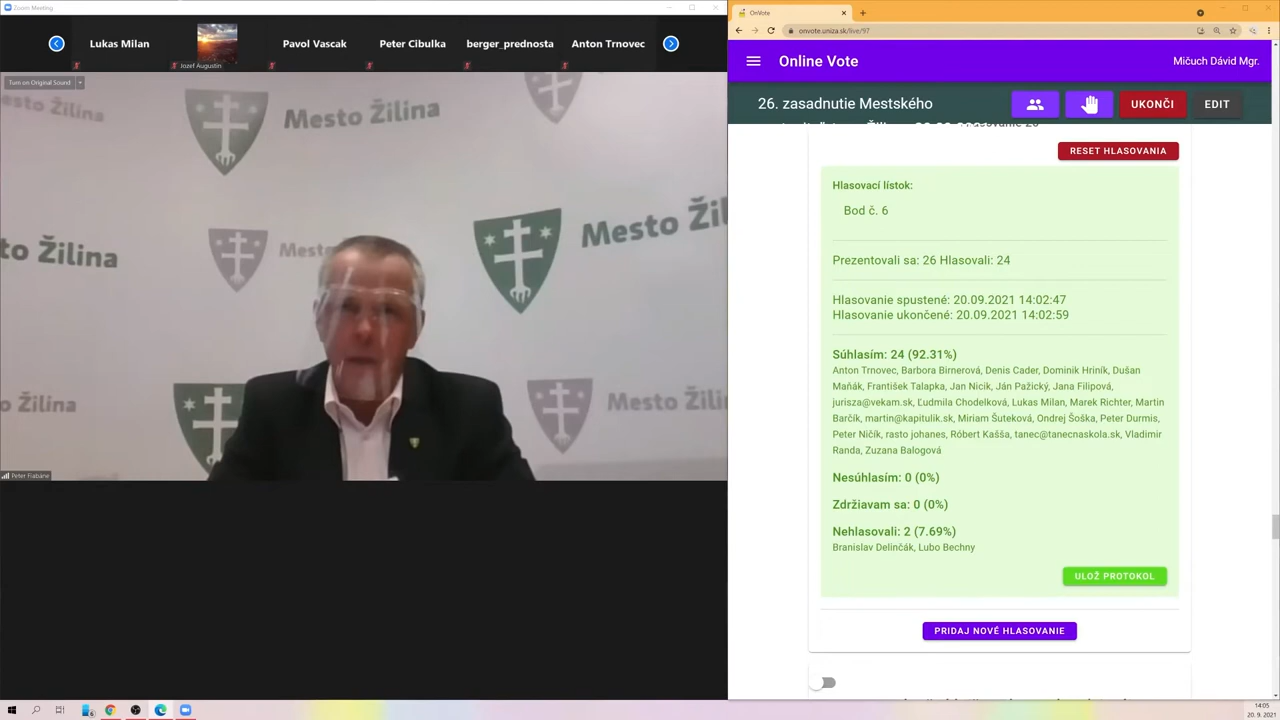 Zoom Meeting
Lukas Milan
Jozef Augustin
Pavol Vascak
Peter Cibulka
berger_prednosta
Anton Trnovec
Turn on Original Sound
Mesto Žilina
Mesto Žilina
sto Žilina
Mesto
Mesto
Mesto Žilina
to Žilina
Mesto Žilina
Peter Fiabáne
OnVote
onvote.uniza.sk/live/97
Online Vote
Mičuch Dávid Mgr.
26. zasadnutie Mestského
UKONČI
EDIT
RESET HLASOVANIA
Hlasovací lístok:
Bod č. 6
Prezentovali sa: 26 Hlasovali: 24
Hlasovanie spustené: 20.09.2021 14:02:47
Hlasovanie ukončené: 20.09.2021 14:02:59
Súhlasím: 24 (92.31%)
Anton Trnovec, Barbora Birnerová, Denis Cader, Dominik Hriník, Dušan
Maňák, František Talapka, Jan Nicik, Ján Pažický, Jana Filipová,
jurisza@vekam.sk, Ľudmila Chodelková, Lukas Milan, Marek Richter, Martin
Barčík, martin@kapitulik.sk, Miriam Šuteková, Ondrej Šoška, Peter Durmis,
Peter Ničík, rasto johanes, Róbert Kašša, tanec@tanecnaskola.sk, Vladimir
Randa, Zuzana Balogová
Nesúhlasím: 0 (0%)
Zdržiavam sa: 0 (0%)
Nehlasovali: 2 (7.69%)
Branislav Delinčák, Lubo Bechny
ULOŽ PROTOKOL
PRIDAJ NOVÉ HLASOVANIE
14:05
20. 9. 2021